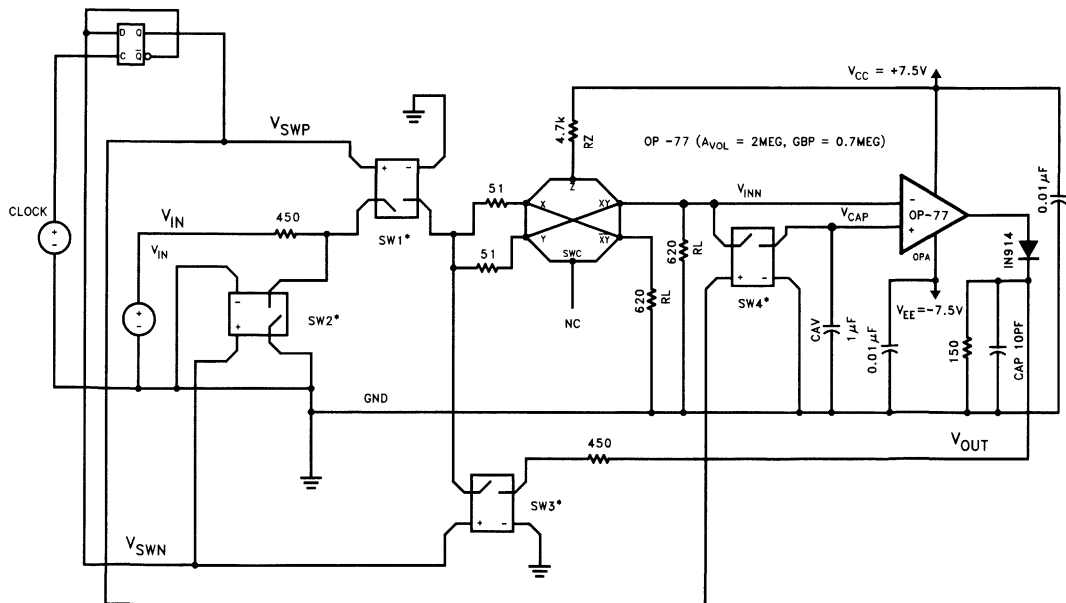 D Q
C Q̅
V_CC = +7.5V
4.7k
RZ
OP -77 (A_VOL = 2MEG, GBP = 0.7MEG)
V_SWP
+ -
CLOCK
V_IN
V_IN
450
SW1*
51
51
Z
X XY
Y X̅Y̅
SWC
NC
620
RL
620
RL
V_INN
V_CAP
-
+
OP-77
OPA
0.01μF
IN914
+ -
+ -
-
+
SW2*
+ -
SW4*
CAV
1μF
0.01μF
V_EE=-7.5V
150
CAP 10PF
GND
450
V_OUT
+ -
SW3*
V_SWN